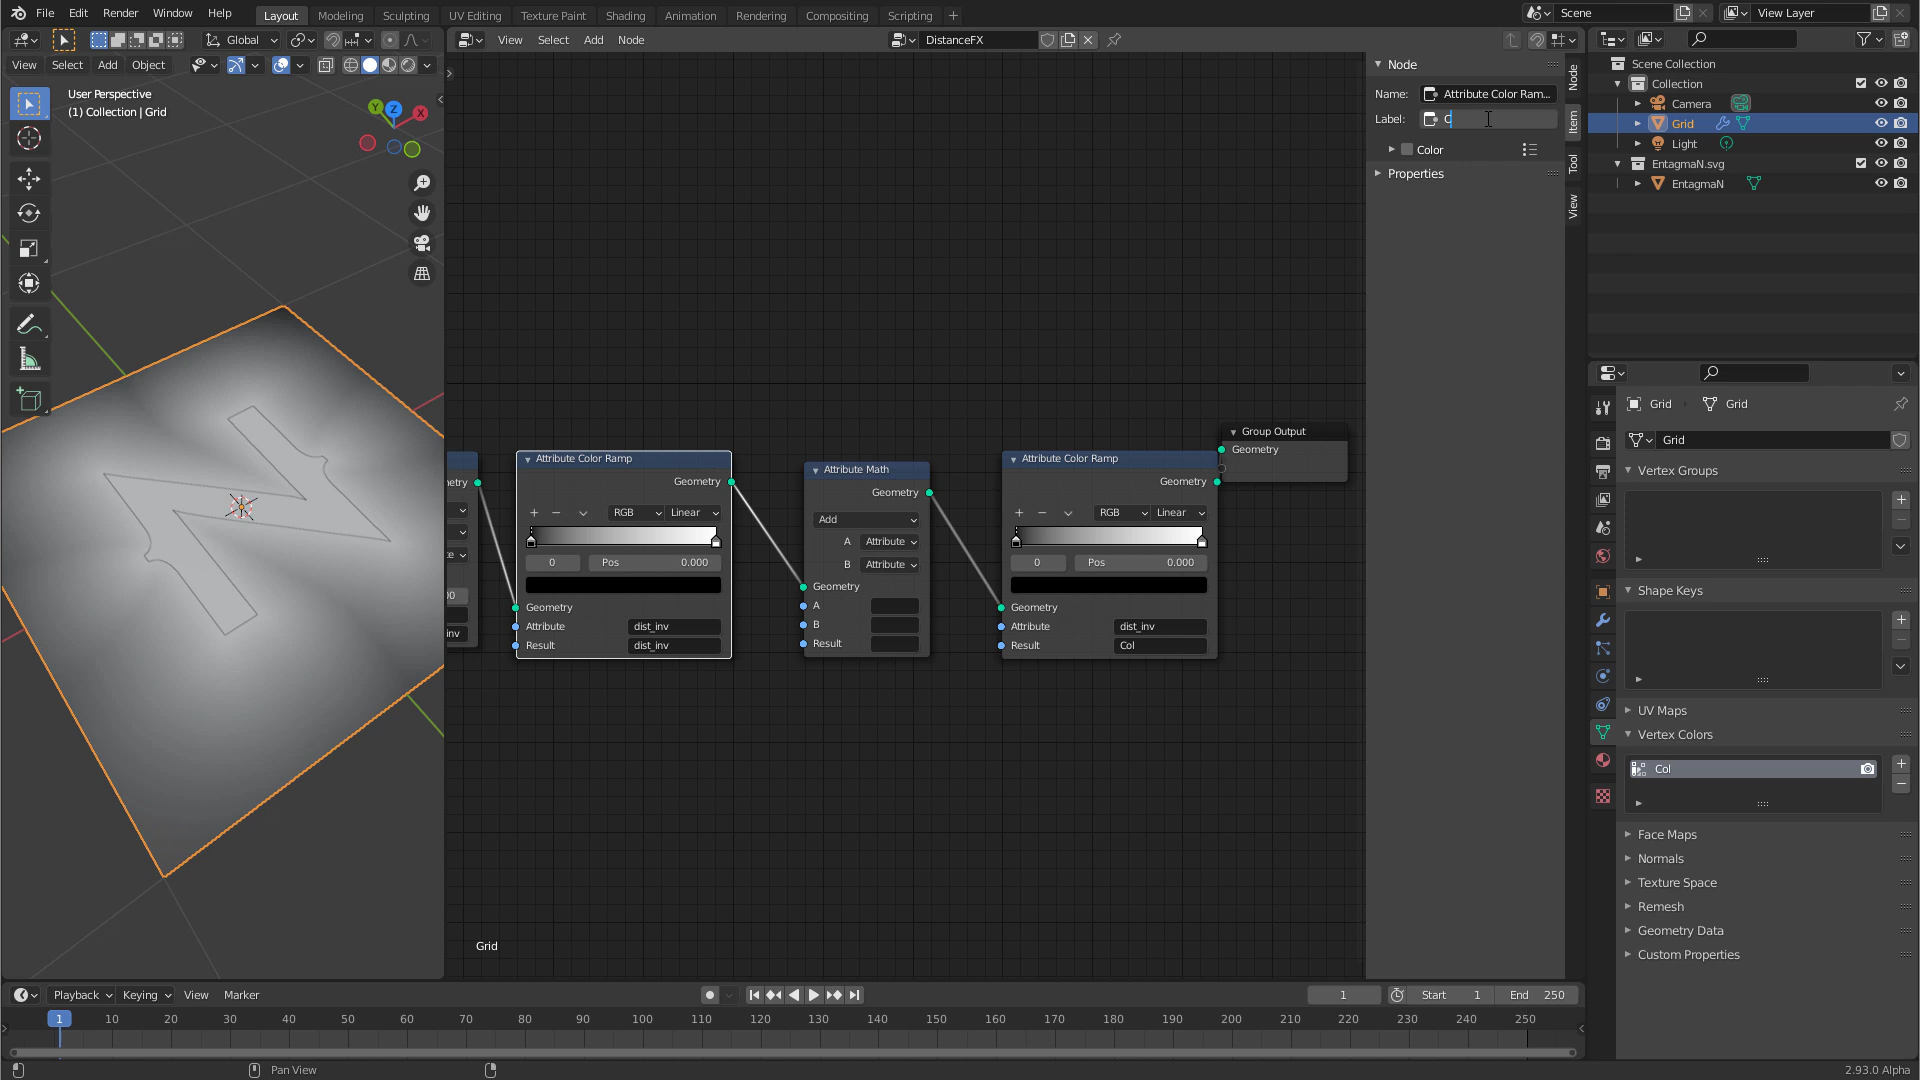 File Edit Render Window Help
Layout Modeling Sculpting UV Editing Texture Paint Shading Animation Rendering Compositing Scripting +
Scene
View Layer
Global
View Select Add Node
DistanceFX
View Select Add Object
User Perspective
(1) Collection | Grid
Y Z X
Node
Name: Attribute Color Ram...
Label: C
Color
Properties
Node
Item
Tool
View
Scene Collection
Collection
Camera
Grid
Light
EntagmaN.svg
EntagmaN
Attribute Color Ramp
Geometry
RGB Linear
0 Pos 0.000
Geometry
Attribute dist_inv
Result dist_inv
Attribute Math
Geometry
Add
A Attribute
B Attribute
Geometry
A
B
Result
Attribute Color Ramp
Geometry
RGB Linear
0 Pos 0.000
Geometry
Attribute dist_inv
Result Col
Group Output
Geometry
Grid
Grid Grid
Grid
Vertex Groups
Shape Keys
UV Maps
Vertex Colors
Col
Face Maps
Normals
Texture Space
Remesh
Geometry Data
Custom Properties
Playback Keying View Marker
1 Start 1 End 250
1 10 20 30 40 50 60 70 80 90 100 110 120 130 140 150 160 170 180 190 200 210 220 230 240 250
Pan View
2.93.0 Alpha